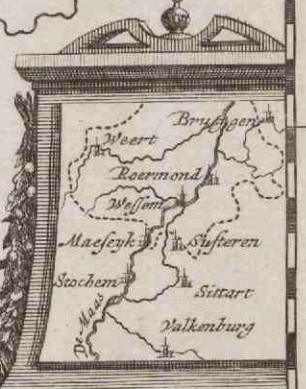 Bruggen
Weert
Roermond
Wessem
Maeseyk
Susteren
Stochem
Sittart
De Maas
Valkenburg